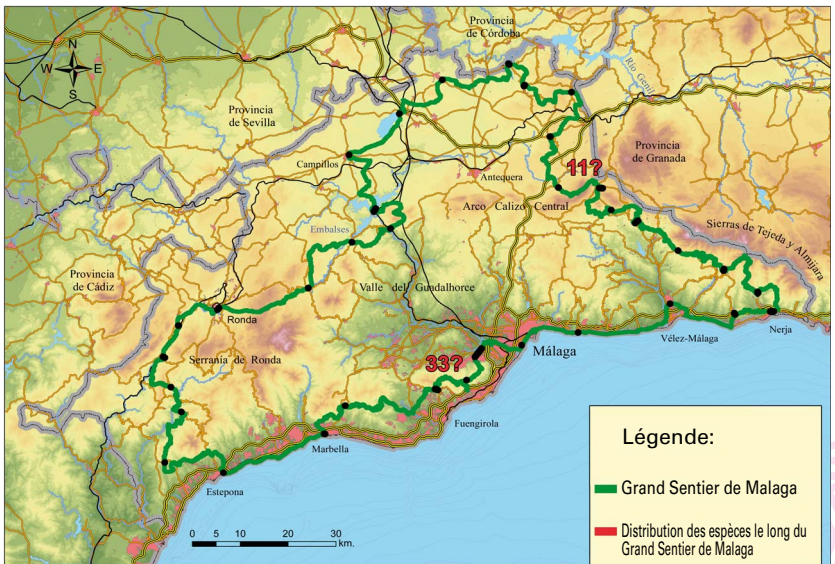 Provincia
de Córdoba
N
W E
S
Río Genil
Provincia
de Sevilla
Provincia
de Granada
Campillos
11?
Antequera
Arco Calizo Central
Sierras de Tejeda y Almijara
Embalses
Provincia
de Cádiz
Valle del Guadalhorce
Ronda
Nerja
Vélez-Málaga
Málaga
Serranía de Ronda
33?
Fuengirola
Marbella
Estepona
0 5 10 20 30
km.
Légende:
Grand Sentier de Malaga
Distribution des espèces le long du
Grand Sentier de Malaga